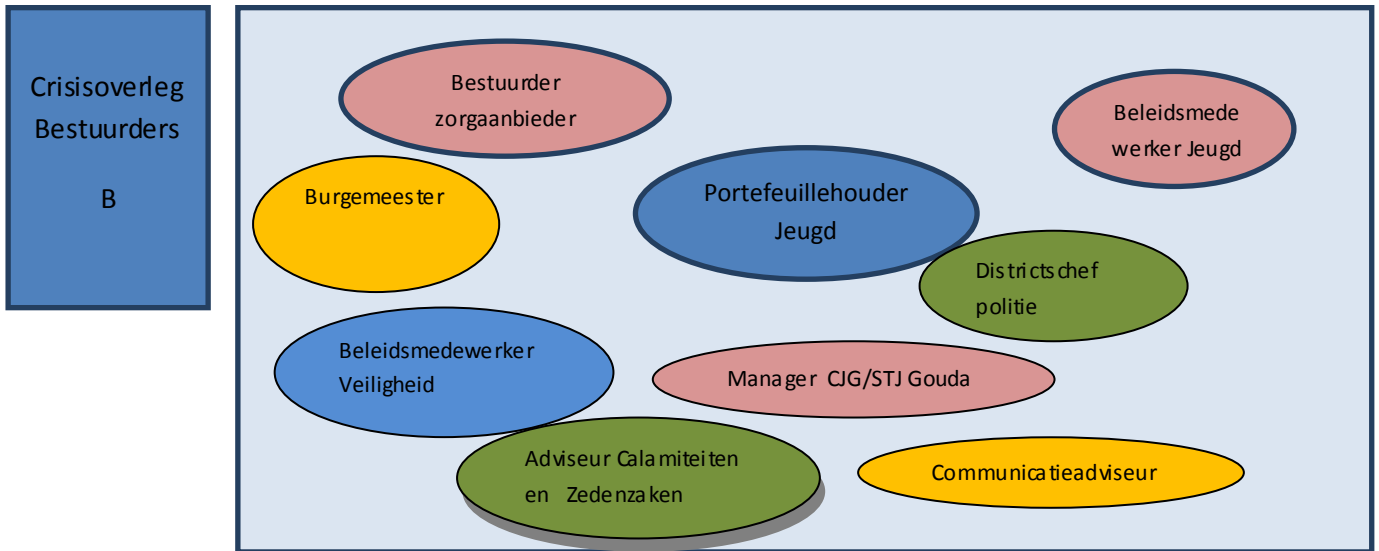 Crisisoverleg
Bestuurders
B
Bestuurder
zorgaanbieder
Beleidsmede
werker Jeugd
Burgemeester
Portefeuillehouder
Jeugd
Districtschef
politie
Beleidsmedewerker
Veiligheid
Manager CJG/STJ Gouda
Adviseur Calamiteiten
en Zedenzaken
Communicatieadviseur